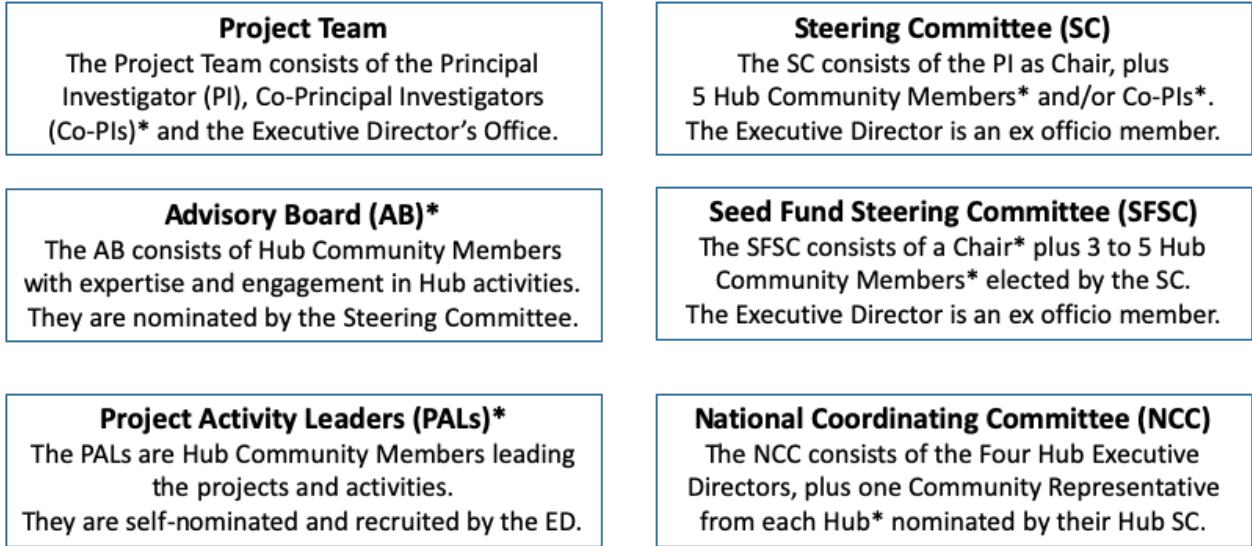 Project Team
The Project Team consists of the Principal
Investigator (PI), Co-Principal Investigators
(Co-PIs)* and the Executive Director’s Office.
Steering Committee (SC)
The SC consists of the PI as Chair, plus
5 Hub Community Members* and/or Co-PIs*.
The Executive Director is an ex officio member.
Advisory Board (AB)*
The AB consists of Hub Community Members
with expertise and engagement in Hub activities.
They are nominated by the Steering Committee.
Seed Fund Steering Committee (SFSC)
The SFSC consists of a Chair* plus 3 to 5 Hub
Community Members* elected by the SC.
The Executive Director is an ex officio member.
Project Activity Leaders (PALs)*
The PALs are Hub Community Members leading
the projects and activities.
They are self-nominated and recruited by the ED.
National Coordinating Committee (NCC)
The NCC consists of the Four Hub Executive
Directors, plus one Community Representative
from each Hub* nominated by their Hub SC.